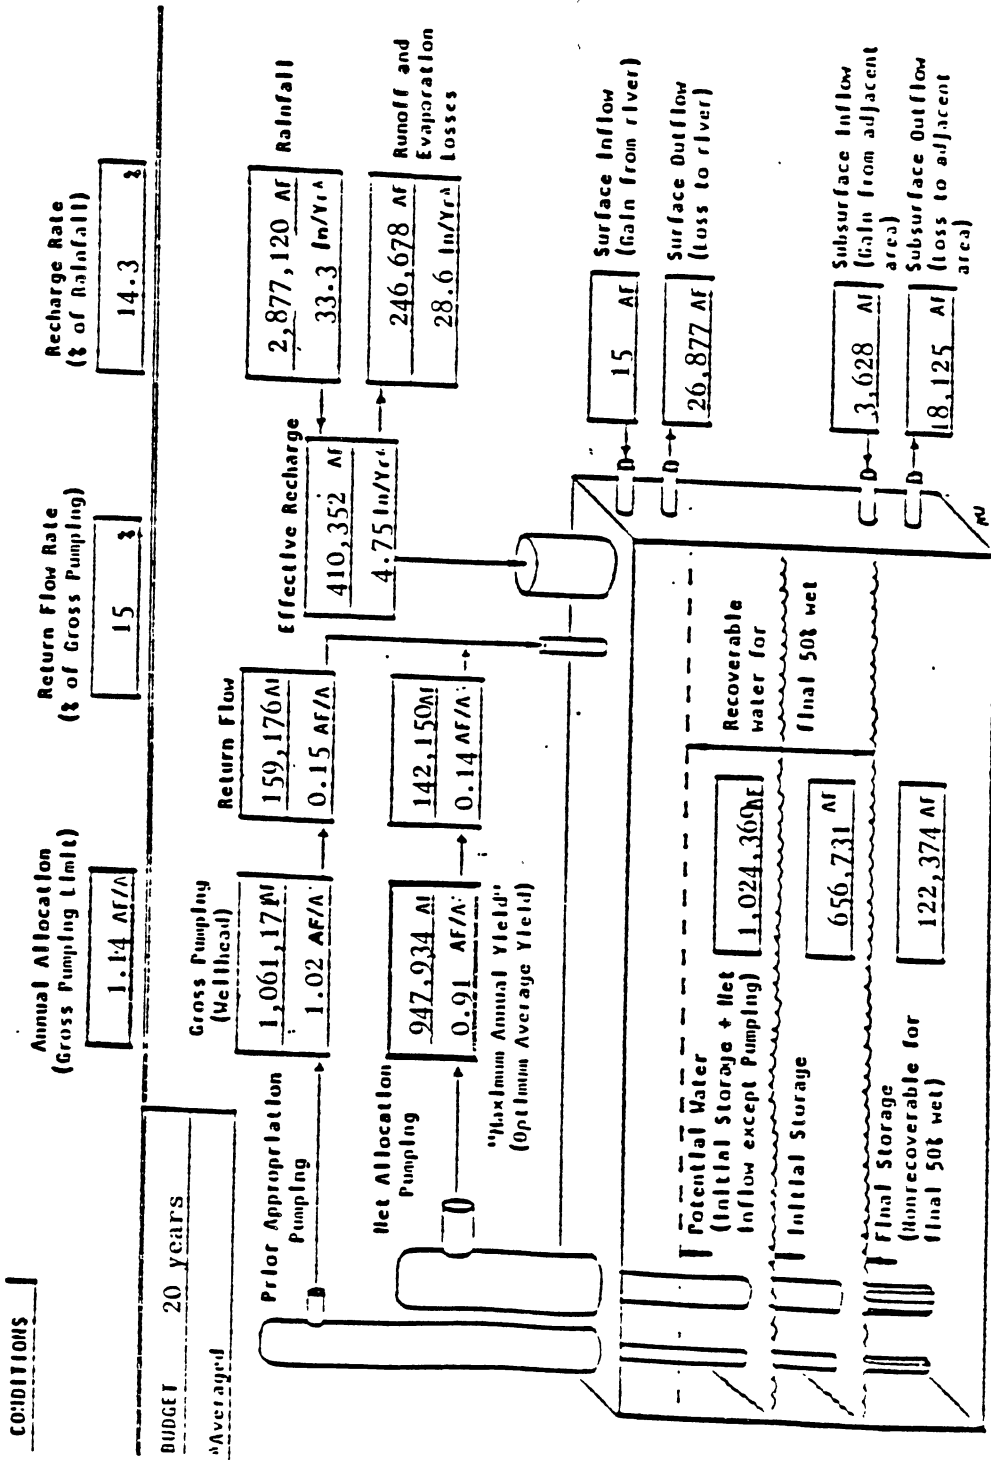 CONDITIONS
Annual Allocation
(Gross Pumping Limit)
1.14 AF/A
Return Flow Rate
(% of Gross Pumping)
15 %
Recharge Rate
(% of Rainfall)
14.3 %
BUDGET 20 years
*Averaged
Prior Appropriation
Pumping
Gross Pumping
(Wellhead)
1,061,171 AF
1.02 AF/A
Return Flow
159,176 AF
0.15 AF/A
Effective Recharge
410,352 AF
4.75 In/Yr*
2,877,120 AF
33.3 In/Yr*
Rainfall
246,678 AF
28.6 In/Yr*
Runoff and
Evaporation
Losses
Net Allocation
Pumping
947,934 AF
0.91 AF/A*
142,150 AF
0.14 AF/A*
"Maximum Annual Yield"
(Optimum Average Yield)
15 AF
Surface Inflow
(Gain from river)
26,877 AF
Surface Outflow
(Loss to river)
3,628 AF
Subsurface Inflow
(Gain from adjacent
area)
18,125 AF
Subsurface Outflow
(Loss to adjacent
area)
Potential Water
(Initial Storage + Net
Inflow except Pumping)
1,024,369 AF
Recoverable
water for
final 50% wet
Initial Storage
656,731 AF
Final Storage
(Nonrecoverable for
final 50% wet)
122,374 AF